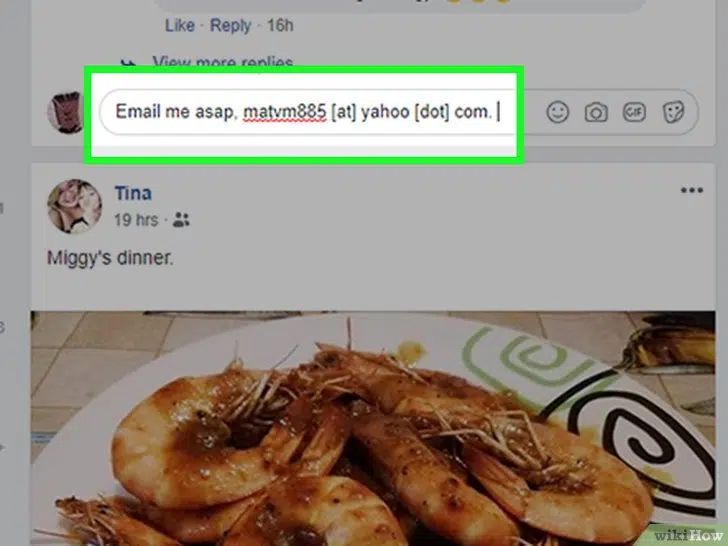 Like · Reply · 16h
View more replies
Email me asap, matvm885 [at] yahoo [dot] com.
GIF
Tina
19 hrs ·
Miggy's dinner.
wikiHow